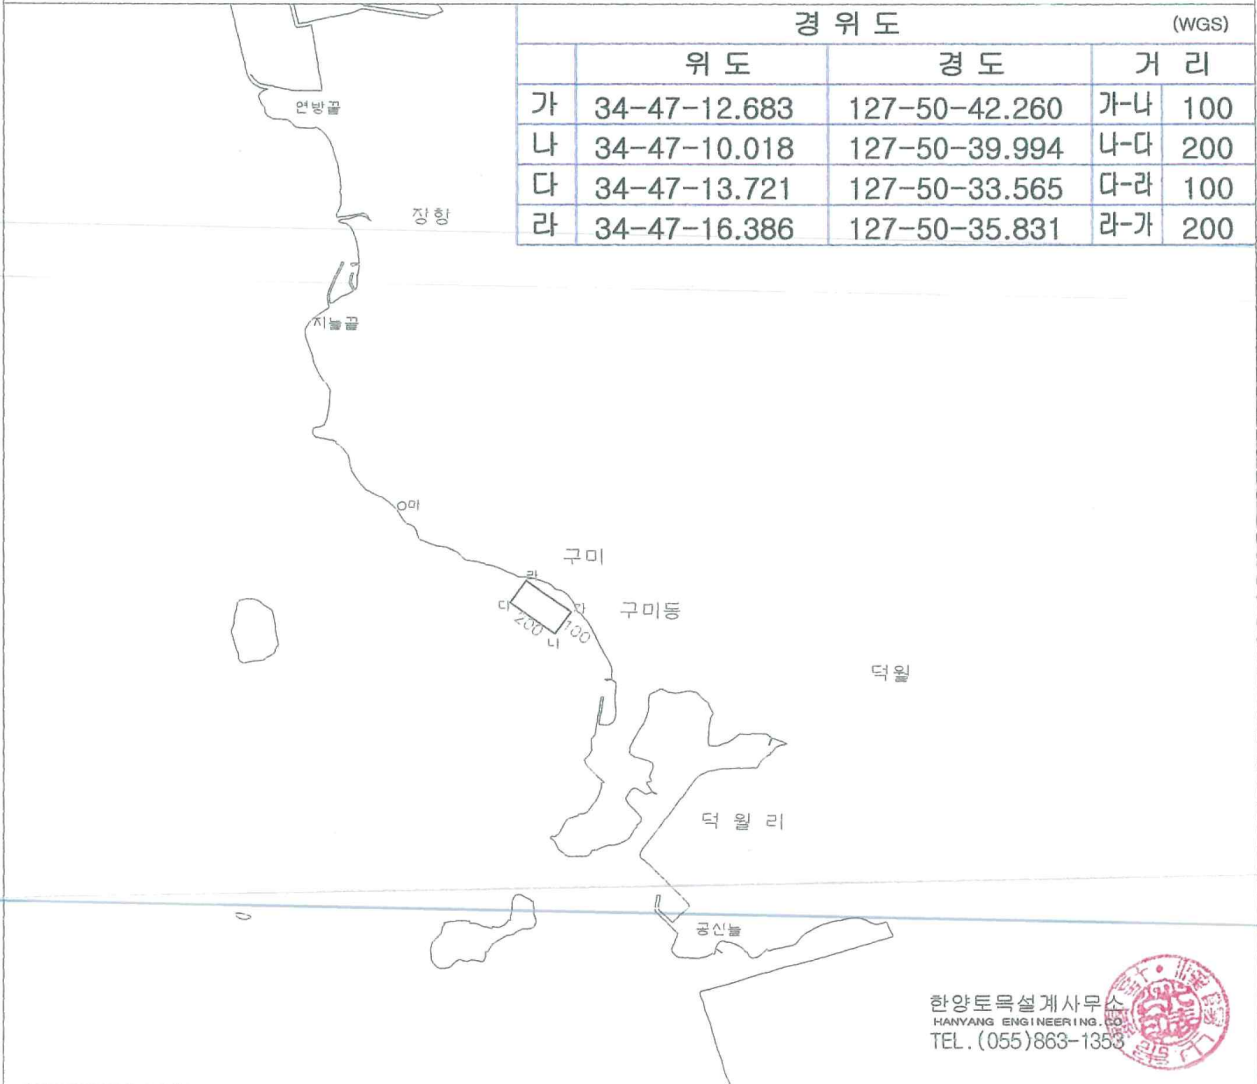 경 위 도 (WGS)
위 도 경 도 거 리
가 34-47-12.683 127-50-42.260 가-나 100
나 34-47-10.018 127-50-39.994 나-다 200
다 34-47-13.721 127-50-33.565 다-라 100
라 34-47-16.386 127-50-35.831 라-가 200
연방끝
장항
지늘끝
이마
구미
라
다 가 구미동
200 100
나
덕월
덕 월 리
공신늘
한양토목설계사무소
HANYANG ENGINEERING.CO
TEL.(055)863-1353